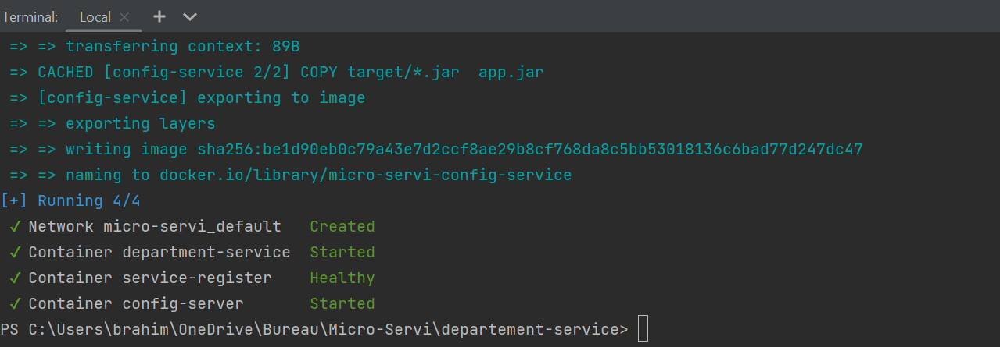 Terminal: Local × + ⌄
=> => transferring context: 89B
=> CACHED [config-service 2/2] COPY target/*.jar  app.jar
=> [config-service] exporting to image
=> => exporting layers
=> => writing image sha256:be1d90eb0c79a43e7d2ccf8ae29b8cf768da8c5bb53018136c6bad77d247dc47
=> => naming to docker.io/library/micro-servi-config-service
[+] Running 4/4
✓ Network micro-servi_default   Created
✓ Container department-service  Started
✓ Container service-register    Healthy
✓ Container config-server       Started
PS C:\Users\brahim\OneDrive\Bureau\Micro-Servi\departement-service>